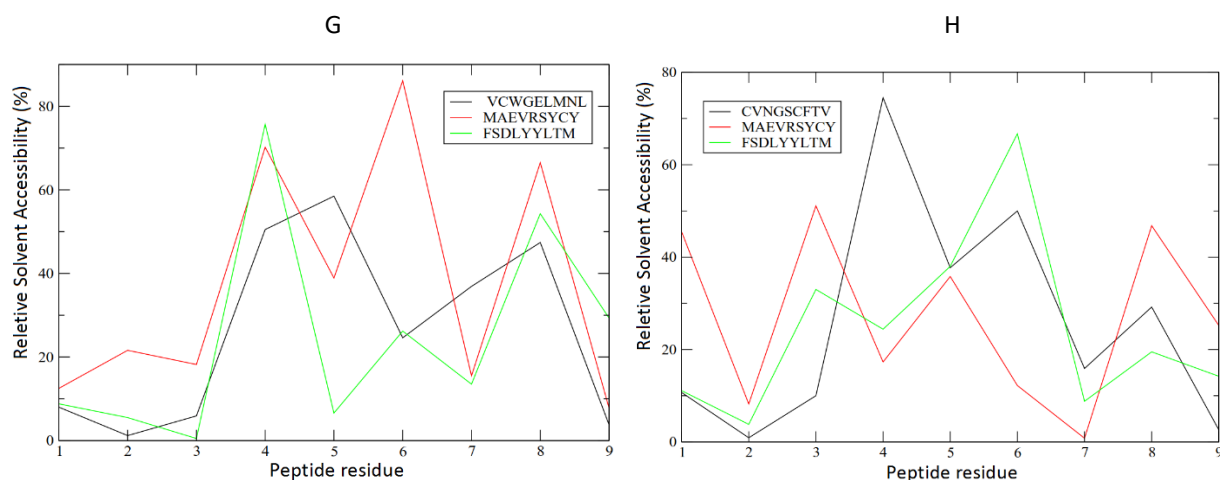 G
Reletive Solvent Accessibility (%)
80
60
40
20
0
VCWGELMNL
MAEVRSYCY
FSDLYYLTM
1 2 3 4 5 6 7 8 9
Peptide residue
H
Reletive Solvent Accessibility (%)
80
60
40
20
0
CVNGSCFTV
MAEVRSYCY
FSDLYYLTM
1 2 3 4 5 6 7 8 9
Peptide residue